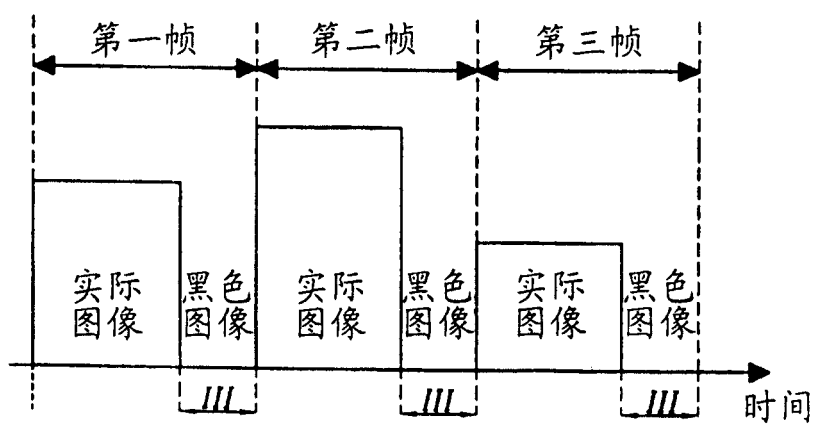 第一帧 第二帧 第三帧
实际 黑色 实际 黑色 实际 黑色
图像 图像 图像 图像 图像 图像
III III III
时间